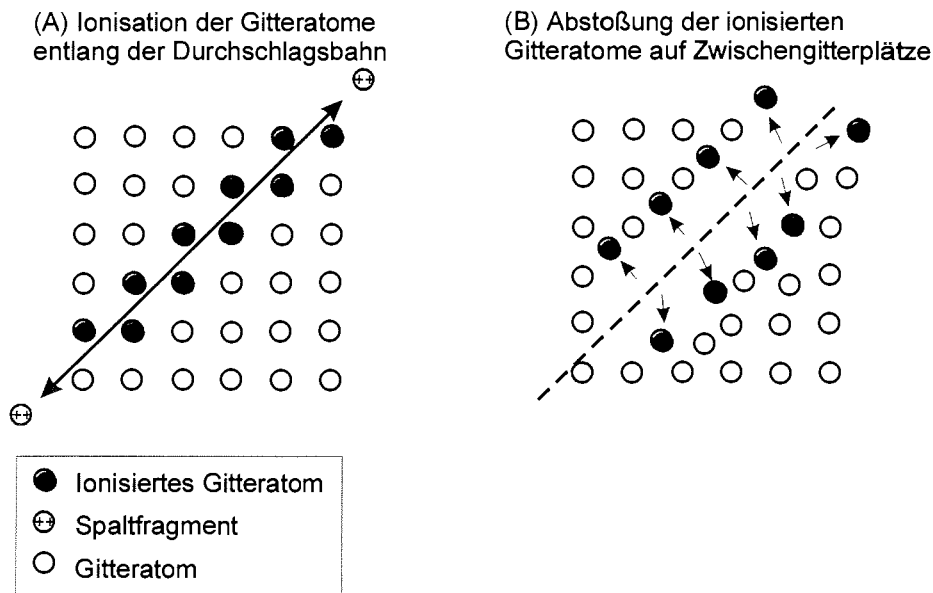 (A) Ionisation der Gitteratome
entlang der Durchschlagsbahn
(B) Abstoßung der ionisierten
Gitteratome auf Zwischengitterplätze
++
++
Ionisiertes Gitteratom
++ Spaltfragment
Gitteratom